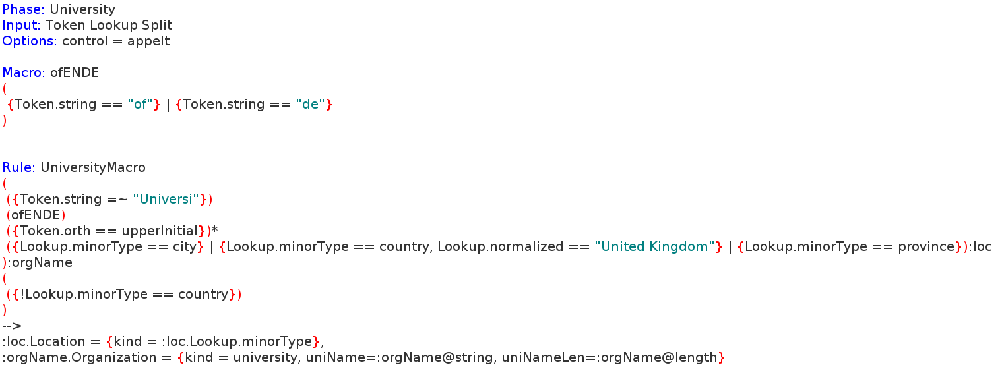 Phase: University
Input: Token Lookup Split
Options: control = appelt
Macro: ofENDE
(
{Token.string == "of"} | {Token.string == "de"}
)
Rule: UniversityMacro
(
({Token.string =~ "Universi"})
(ofENDE)
({Token.orth == upperInitial})*
({Lookup.minorType == city} | {Lookup.minorType == country, Lookup.normalized == "United Kingdom"} | {Lookup.minorType == province}):loc
):orgName
(
({!Lookup.minorType == country})
)
-->
:loc.Location = {kind = :loc.Lookup.minorType},
:orgName.Organization = {kind = university, uniName=:orgName@string, uniNameLen=:orgName@length}